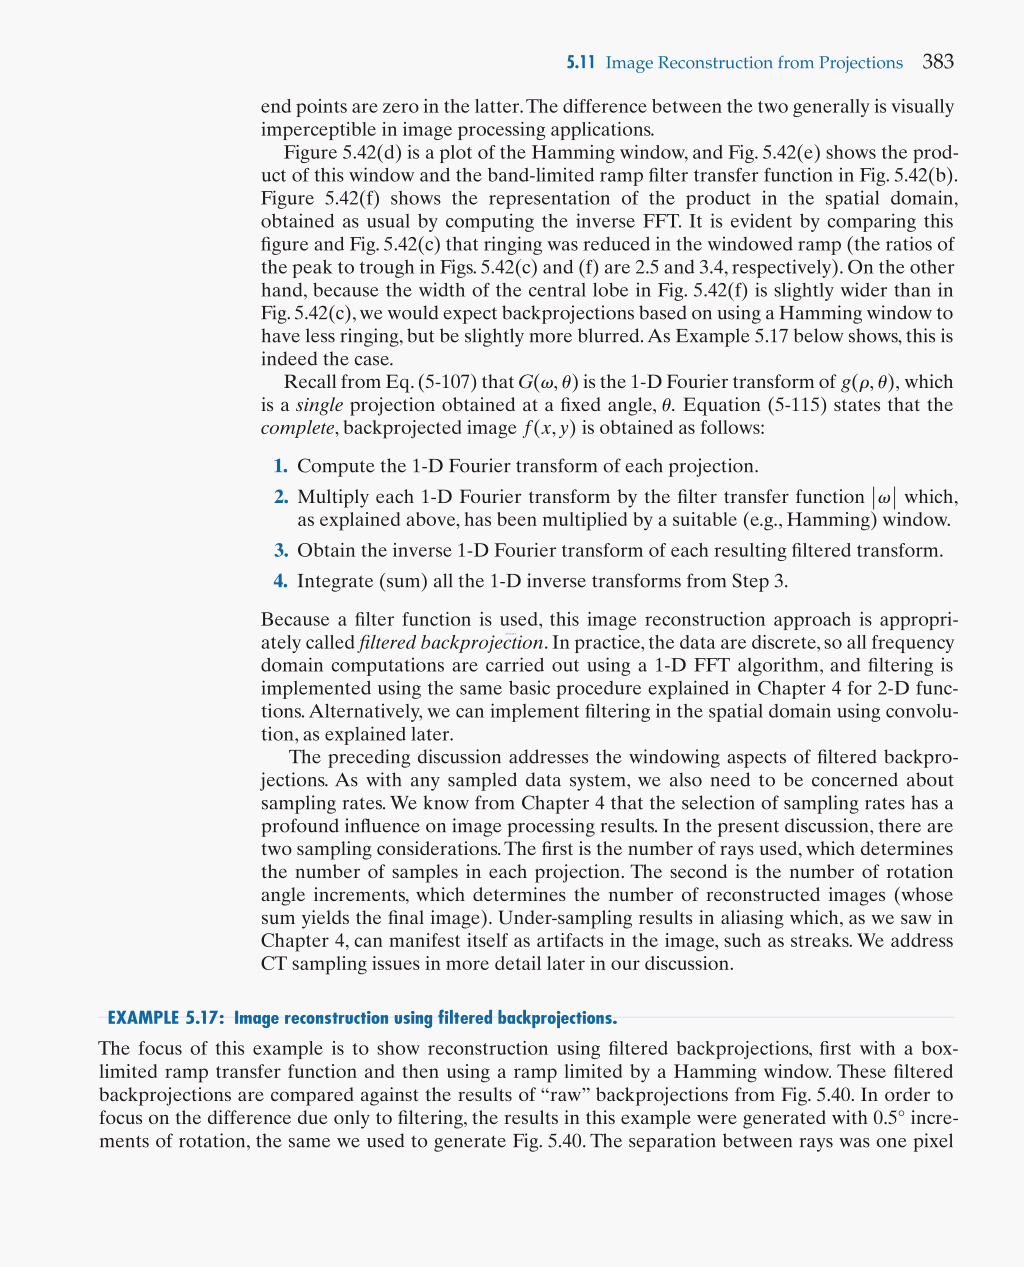 5.11 Image Reconstruction from Projections 383
end points are zero in the latter. The difference between the two generally is visually
imperceptible in image processing applications.
Figure 5.42(d) is a plot of the Hamming window, and Fig. 5.42(e) shows the prod-
uct of this window and the band-limited ramp filter transfer function in Fig. 5.42(b).
Figure 5.42(f) shows the representation of the product in the spatial domain,
obtained as usual by computing the inverse FFT. It is evident by comparing this
figure and Fig. 5.42(c) that ringing was reduced in the windowed ramp (the ratios of
the peak to trough in Figs. 5.42(c) and (f) are 2.5 and 3.4, respectively). On the other
hand, because the width of the central lobe in Fig. 5.42(f) is slightly wider than in
Fig. 5.42(c), we would expect backprojections based on using a Hamming window to
have less ringing, but be slightly more blurred. As Example 5.17 below shows, this is
indeed the case.
Recall from Eq. (5-107) that G(ω, θ) is the 1-D Fourier transform of g(ρ, θ), which
is a single projection obtained at a fixed angle, θ. Equation (5-115) states that the
complete, backprojected image f(x, y) is obtained as follows:
1. Compute the 1-D Fourier transform of each projection.
2. Multiply each 1-D Fourier transform by the filter transfer function |ω| which,
as explained above, has been multiplied by a suitable (e.g., Hamming) window.
3. Obtain the inverse 1-D Fourier transform of each resulting filtered transform.
4. Integrate (sum) all the 1-D inverse transforms from Step 3.
Because a filter function is used, this image reconstruction approach is appropri-
ately called filtered backprojection. In practice, the data are discrete, so all frequency
domain computations are carried out using a 1-D FFT algorithm, and filtering is
implemented using the same basic procedure explained in Chapter 4 for 2-D func-
tions. Alternatively, we can implement filtering in the spatial domain using convolu-
tion, as explained later.
The preceding discussion addresses the windowing aspects of filtered backpro-
jections. As with any sampled data system, we also need to be concerned about
sampling rates. We know from Chapter 4 that the selection of sampling rates has a
profound influence on image processing results. In the present discussion, there are
two sampling considerations. The first is the number of rays used, which determines
the number of samples in each projection. The second is the number of rotation
angle increments, which determines the number of reconstructed images (whose
sum yields the final image). Under-sampling results in aliasing which, as we saw in
Chapter 4, can manifest itself as artifacts in the image, such as streaks. We address
CT sampling issues in more detail later in our discussion.
EXAMPLE 5.17: Image reconstruction using filtered backprojections.
The focus of this example is to show reconstruction using filtered backprojections, first with a box-
limited ramp transfer function and then using a ramp limited by a Hamming window. These filtered
backprojections are compared against the results of “raw” backprojections from Fig. 5.40. In order to
focus on the difference due only to filtering, the results in this example were generated with 0.5° incre-
ments of rotation, the same we used to generate Fig. 5.40. The separation between rays was one pixel